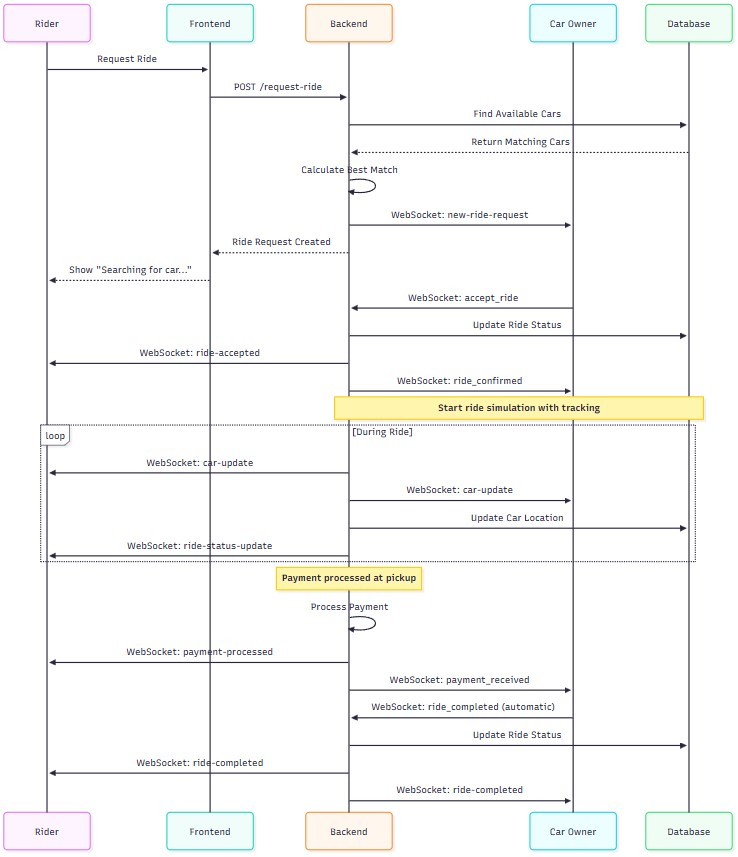 Rider
Frontend
Backend
Car Owner
Database
Request Ride
POST /request-ride
Find Available Cars
Return Matching Cars
Calculate Best Match
WebSocket: new-ride-request
Ride Request Created
Show "Searching for car..."
WebSocket: accept_ride
Update Ride Status
WebSocket: ride-accepted
WebSocket: ride_confirmed
Start ride simulation with tracking
loop
[During Ride]
WebSocket: car-update
WebSocket: car-update
Update Car Location
WebSocket: ride-status-update
Payment processed at pickup
Process Payment
WebSocket: payment-processed
WebSocket: payment_received
WebSocket: ride_completed (automatic)
Update Ride Status
WebSocket: ride-completed
WebSocket: ride-completed
Rider
Frontend
Backend
Car Owner
Database